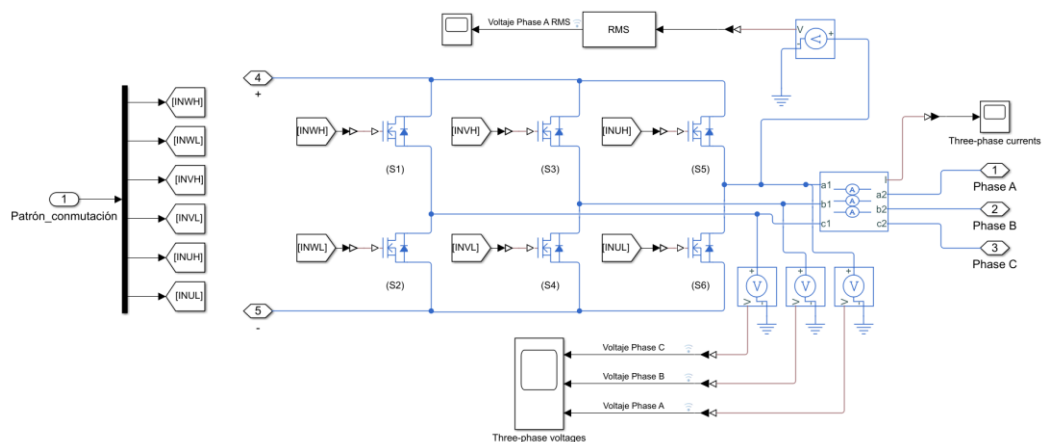 Voltaje Phase A RMS
RMS
V
+
V
4
+
[INWH]
[INWL]
[INVH]
[INVL]
[INUH]
[INUL]
1
Patrón_conmutación
[INWH]
[INVH]
[INUH]
(S1)
(S3)
(S5)
Three-phase currents
I
a1
A
a2
1
Phase A
b1
A
b2
2
Phase B
c1
A
c2
3
Phase C
[INWL]
[INVL]
[INUL]
(S2)
(S4)
(S6)
+
+
+
V
V
V
V
V
V
5
-
Voltaje Phase C
Voltaje Phase B
Voltaje Phase A
Three-phase voltages